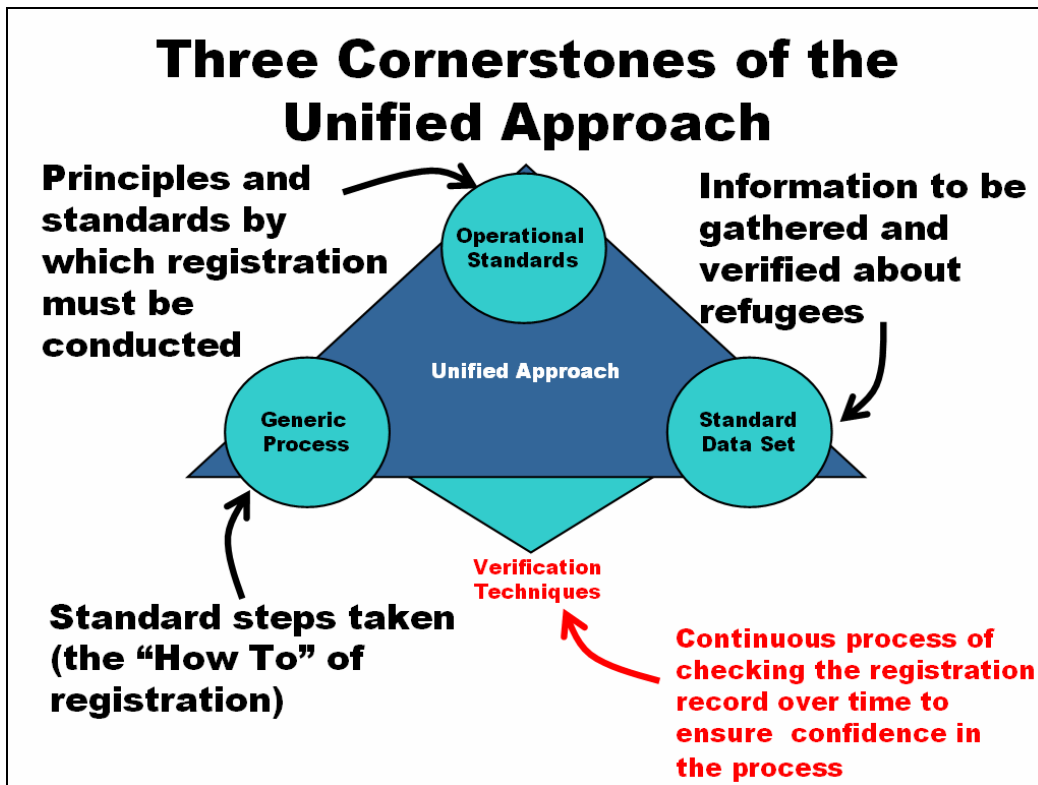 Three Cornerstones of the
Unified Approach
Principles and
standards by
which registration
must be
conducted
Operational
Standards
Information to be
gathered and
verified about
refugees
Unified Approach
Generic
Process
Standard
Data Set
Verification
Techniques
Standard steps taken
(the “How To” of
registration)
Continuous process of
checking the registration
record over time to
ensure confidence in
the process